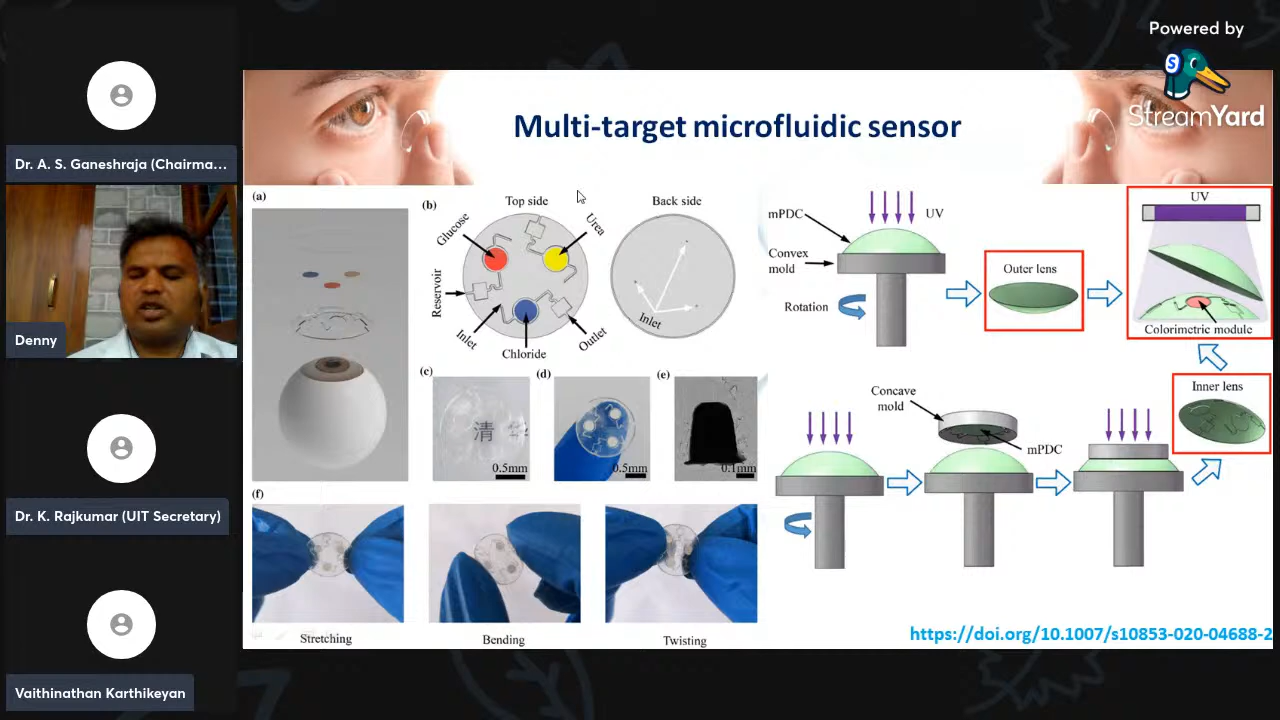 Powered by
StreamYard
Dr. A. S. Ganeshraja (Chairma...
Denny
Dr. K. Rajkumar (UIT Secretary)
Vaithinathan Karthikeyan
Multi-target microfluidic sensor
(a)
(b)
Top side
Back side
Glucose
Urea
Reservoir
Inlet
Chloride
Outlet
Inlet
(c)
(d)
(e)
清 华
0.5mm
0.5mm
0.1mm
(f)
Stretching
Bending
Twisting
mPDC
UV
Convex
mold
Rotation
Outer lens
UV
Colorimetric module
Concave
mold
mPDC
Inner lens
https://doi.org/10.1007/s10853-020-04688-2